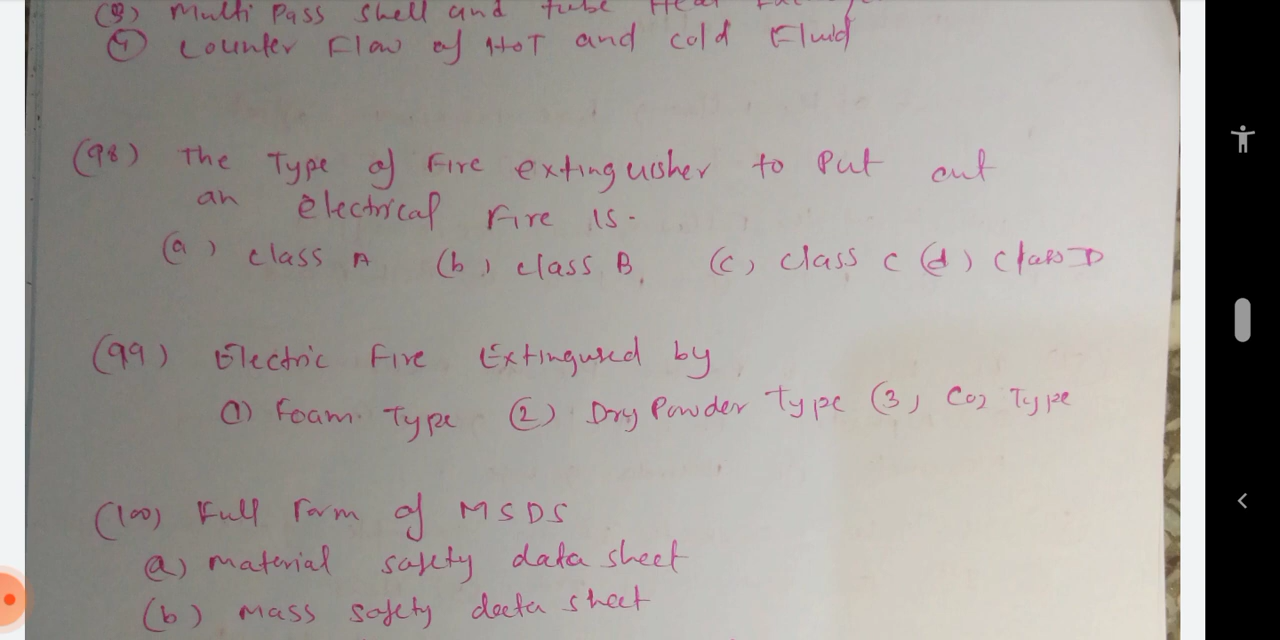 (3) Multi Pass shell and tube
(4) Counter Flow of HOT and cold Fluid
(98) The Type of Fire extinguisher to Put out
an électrical Fire is.
(a) class A (b) class B, (c) class C (d) class D
(99) Electric Fire Extingused by
(1) Foam Type (2) Dry Powder Type (3) CO2 Type
(100) Full Form of MSDS
(a) material safety data sheet
(b) mass safety data sheet